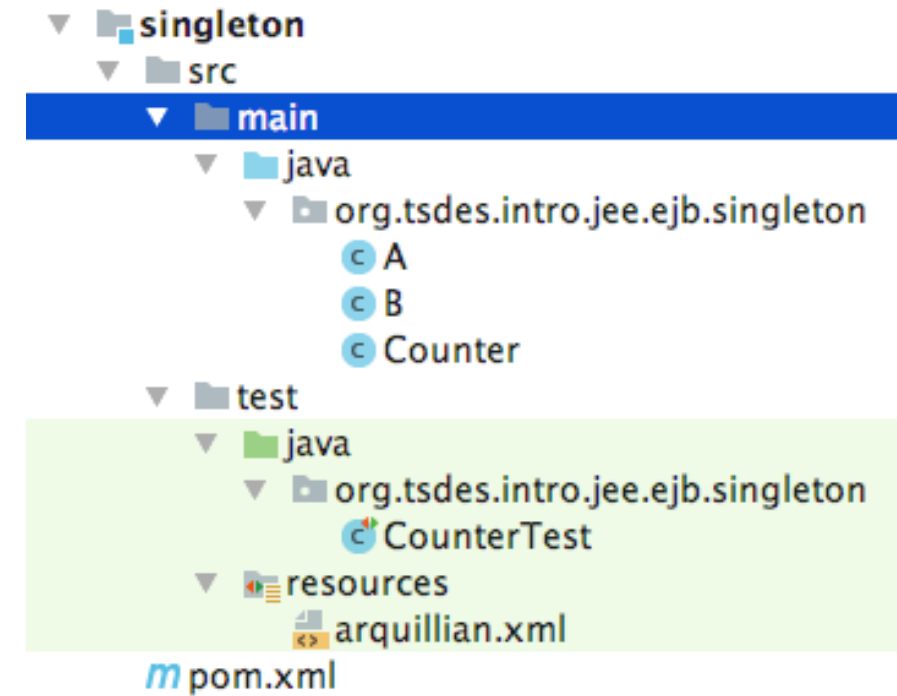 singleton
src
main
java
org.tsdes.intro.jee.ejb.singleton
C A
C B
C Counter
test
java
org.tsdes.intro.jee.ejb.singleton
C CounterTest
resources
arquillian.xml
m pom.xml